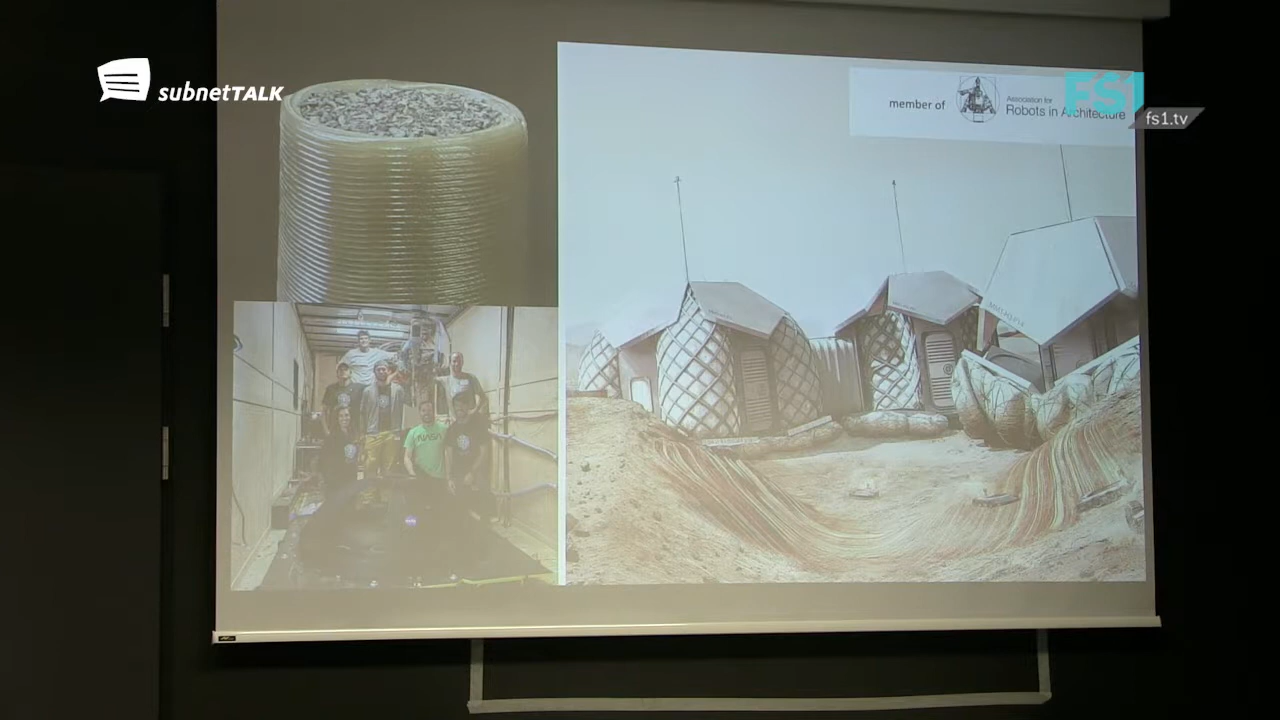 subnetTALK
member of
Association for
Robots in Architecture
FS1
fs1.tv
NASA